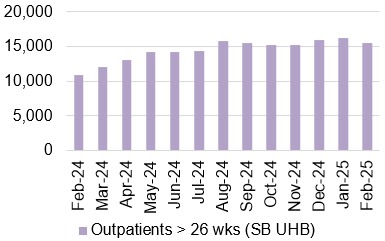 20,000
15,000
10,000
5,000
0
Feb-24
Mar-24
Apr-24
May-24
Jun-24
Jul-24
Aug-24
Sep-24
Oct-24
Nov-24
Dec-24
Jan-25
Feb-25
Outpatients > 26 wks (SB UHB)